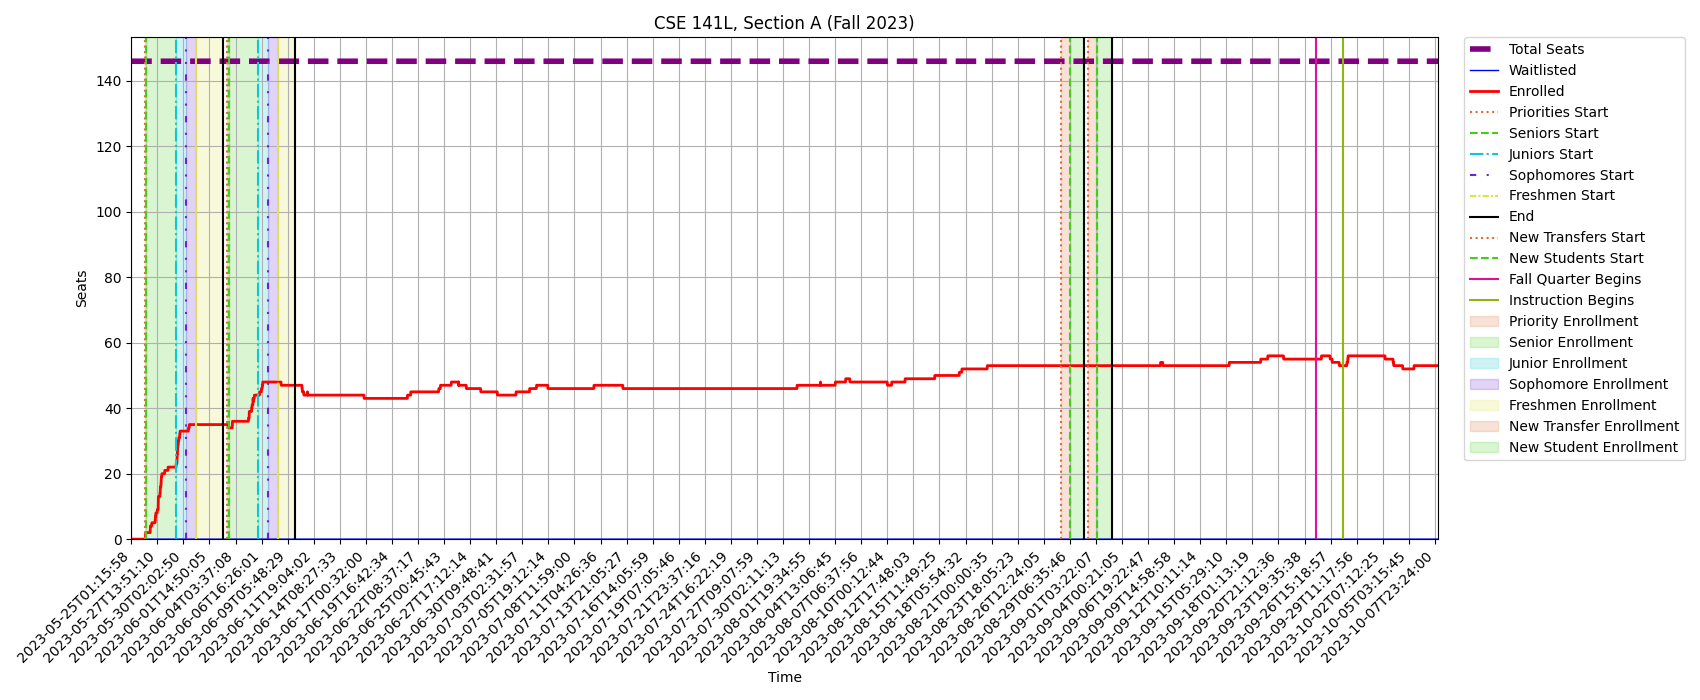 CSE 141L, Section A (Fall 2023)
Seats
140
120
100
80
60
40
20
0
2023-05-25T01:15:58
2023-05-27T13:51:10
2023-05-30T02:02:50
2023-06-01T14:50:05
2023-06-04T03:37:08
2023-06-06T16:26:01
2023-06-09T05:48:29
2023-06-11T19:04:02
2023-06-14T08:27:33
2023-06-17T00:32:00
2023-06-19T16:42:34
2023-06-22T08:37:17
2023-06-25T00:45:43
2023-06-27T17:12:14
2023-06-30T09:48:41
2023-07-03T02:31:57
2023-07-05T19:12:14
2023-07-08T11:59:00
2023-07-11T04:26:36
2023-07-13T21:05:27
2023-07-16T14:05:59
2023-07-19T07:05:46
2023-07-21T23:37:16
2023-07-24T16:22:19
2023-07-27T09:07:59
2023-07-30T02:11:13
2023-08-01T19:34:55
2023-08-04T13:06:45
2023-08-07T06:37:56
2023-08-10T00:12:44
2023-08-12T17:48:03
2023-08-15T11:49:25
2023-08-18T05:54:32
2023-08-21T00:00:35
2023-08-23T18:05:23
2023-08-26T12:24:05
2023-08-29T06:35:46
2023-09-01T03:22:07
2023-09-04T00:21:05
2023-09-06T19:22:47
2023-09-09T14:58:58
2023-09-12T10:11:14
2023-09-15T05:29:10
2023-09-18T01:13:19
2023-09-20T21:12:36
2023-09-23T19:35:38
2023-09-26T15:18:57
2023-09-29T11:17:56
2023-10-02T07:12:25
2023-10-05T03:15:45
2023-10-07T23:24:00
Time
Total Seats
Waitlisted
Enrolled
Priorities Start
Seniors Start
Juniors Start
Sophomores Start
Freshmen Start
End
New Transfers Start
New Students Start
Fall Quarter Begins
Instruction Begins
Priority Enrollment
Senior Enrollment
Junior Enrollment
Sophomore Enrollment
Freshmen Enrollment
New Transfer Enrollment
New Student Enrollment